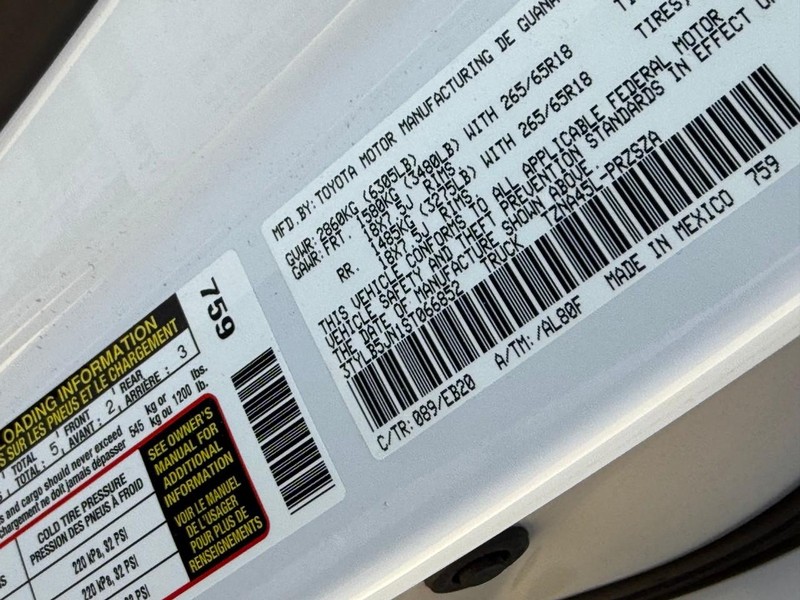 MFD.BY: TOYOTA MOTOR MANUFACTURING DE GUANA
GVWR: 2860KG (6305LB)
GAWR: FRT. 1580KG (3480LB) WITH 265/65R18
18X7.5J RIMS
RR. 1485KG (3275LB) WITH 265/65R18
TIRES,
18X7.5J RIMS
THIS VEHICLE CONFORMS TO ALL APPLICABLE FEDERAL MOTOR
VEHICLE SAFETY AND THEFT PREVENTION STANDARDS IN EFFECT
THE DATE OF MANUFACTURE SHOWN ABOVE.
3TYLB5JN1ST066852 TRUCK TZNA45L-PRZSZA
C/TR: 089/EB20 A/TM: /AL80F MADE IN MEXICO 759
759
OADING INFORMATION
SUR LES PNEUS ET LE CHARGEMENT
TOTAL FRONT REAR
TOTAL: 5, AVANT: 2, ARRIÈRE: 3
and cargo should never exceed 545 kg or lbs.
chargement ne doit jamais dépasser kg ou 1200 lb.
COLD TIRE PRESSURE
PRESSION DES PNEUS À FROID
220 kPa, 32 PSI
220 kPa, 32 PSI
SEE OWNER'S
MANUAL FOR
ADDITIONAL
INFORMATION
VOIR LE MANUEL
DE L'USAGER
POUR PLUS DE
RENSEIGNEMENTS